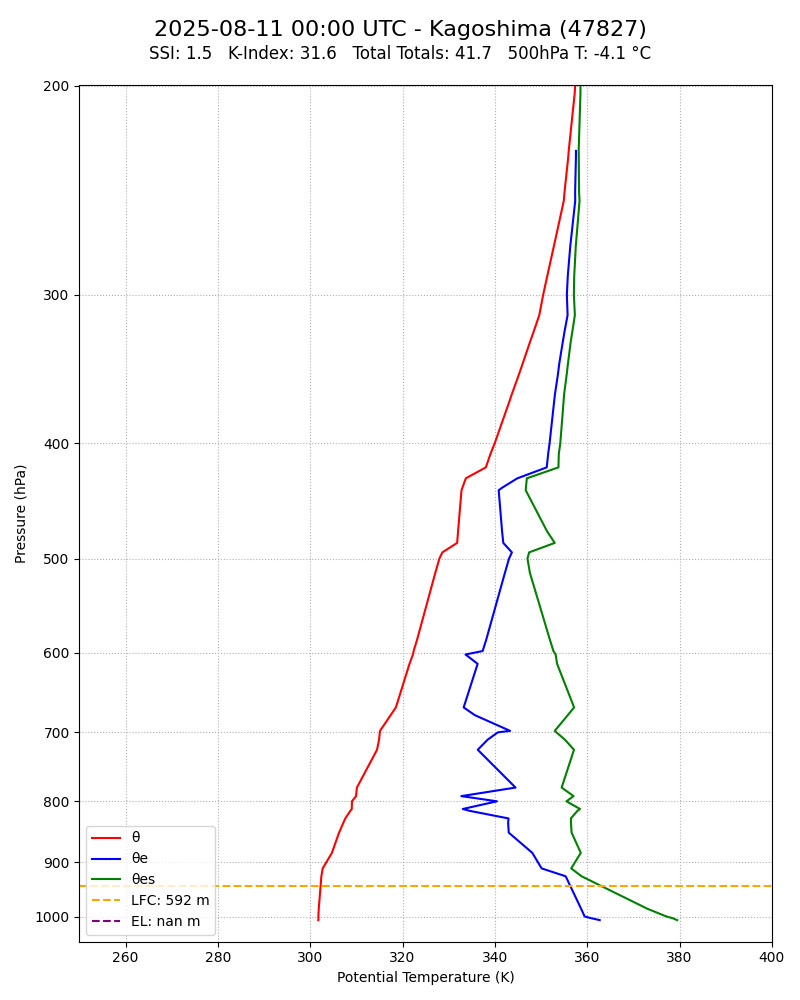 2025-08-11 00:00 UTC - Kagoshima (47827)
SSI: 1.5   K-Index: 31.6   Total Totals: 41.7   500hPa T: -4.1 °C
200
300
400
500
600
700
800
900
1000
Pressure (hPa)
θ
θe
θes
LFC: 592 m
EL: nan m
260 280 300 320 340 360 380 400
Potential Temperature (K)